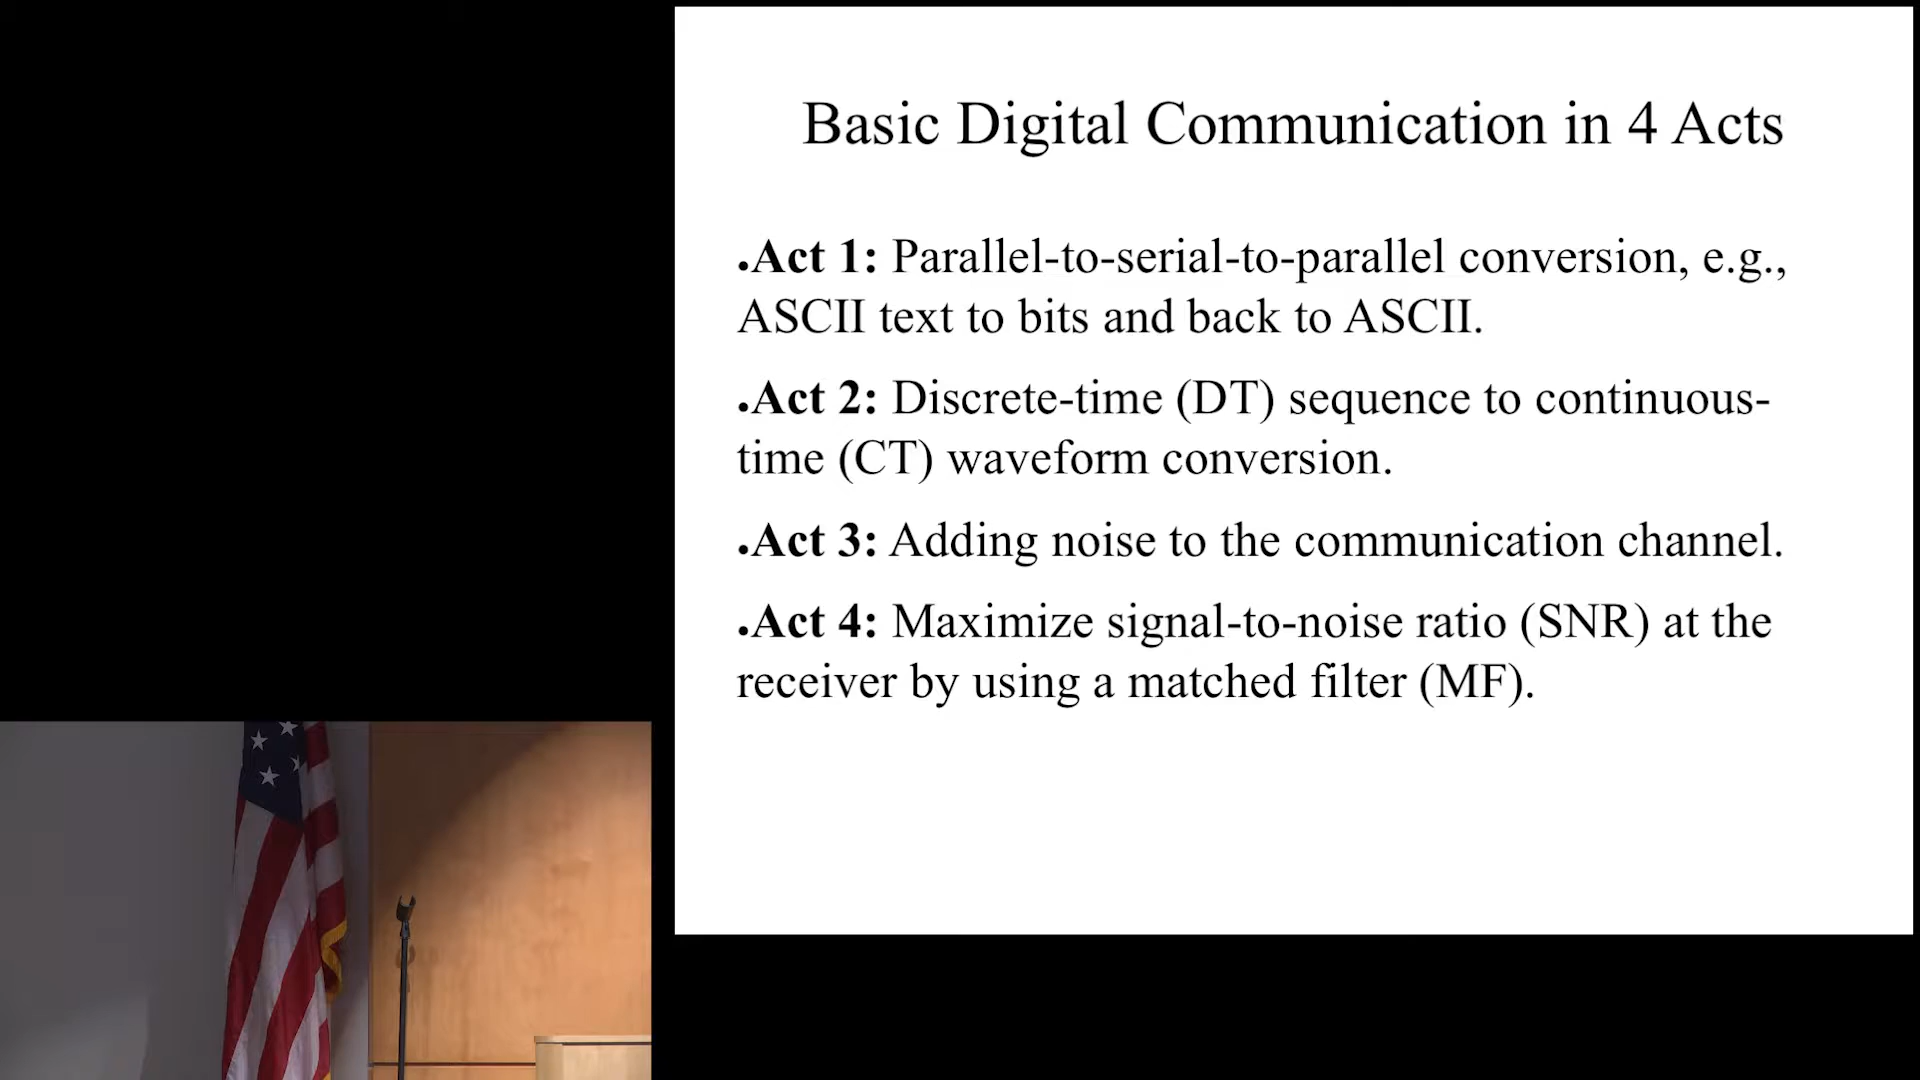 Basic Digital Communication in 4 Acts
•Act 1: Parallel-to-serial-to-parallel conversion, e.g.,
ASCII text to bits and back to ASCII.
•Act 2: Discrete-time (DT) sequence to continuous-
time (CT) waveform conversion.
•Act 3: Adding noise to the communication channel.
•Act 4: Maximize signal-to-noise ratio (SNR) at the
receiver by using a matched filter (MF).